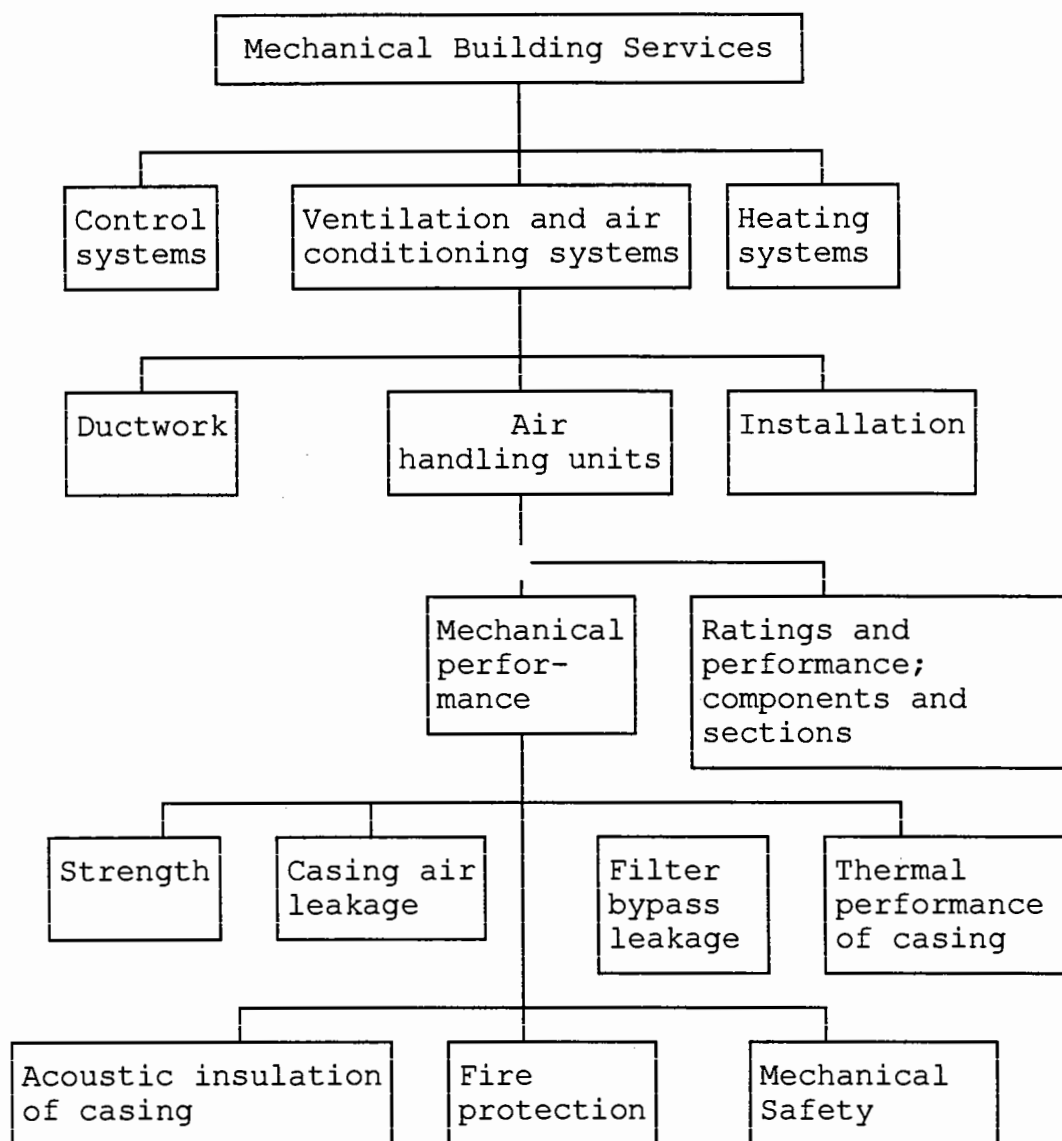 Mechanical Building Services
Control
systems
Ventilation and air
conditioning systems
Heating
systems
Ductwork
Air
handling units
Installation
Mechanical
perfor-
mance
Ratings and
performance;
components and
sections
Strength
Casing air
leakage
Filter
bypass
leakage
Thermal
performance
of casing
Acoustic insulation
of casing
Fire
protection
Mechanical
Safety